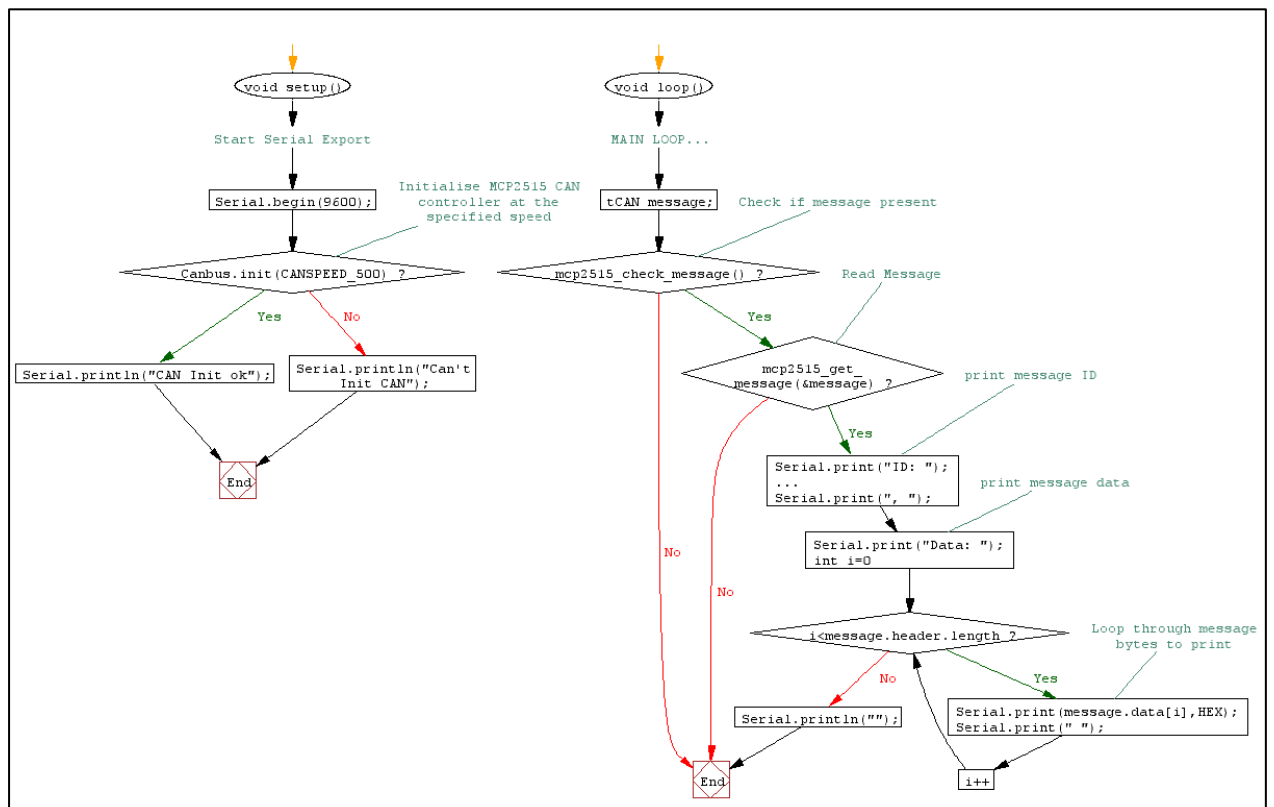 void setup()
Start Serial Export
Serial.begin(9600);
Initialise MCP2515 CAN
controller at the
specified speed
Canbus.init(CANSPEED_500) ?
Yes
No
Serial.println("CAN Init ok");
Serial.println("Can't
Init CAN");
End
void loop()
MAIN LOOP...
tCAN message;
Check if message present
mcp2515_check_message() ?
Read Message
Yes
mcp2515_get_
message(&message) ?
print message ID
Yes
Serial.print("ID: ");
...
Serial.print(", ");
print message data
Serial.print("Data: ");
int i=0
No
No
i<message.header.length ?
Loop through message
bytes to print
No
Yes
Serial.println("");
Serial.print(message.data[i],HEX);
Serial.print(" ");
i++
End